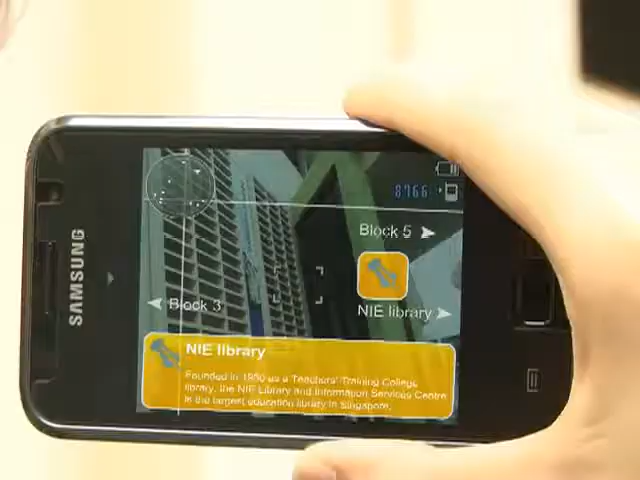 SAMSUNG
8766
Block 5
Block 3
NIE library
NIE library
Founded in 1950 as a Teachers' Training College
library, the NIE Library and Information Services Centre
is the largest education library in Singapore.